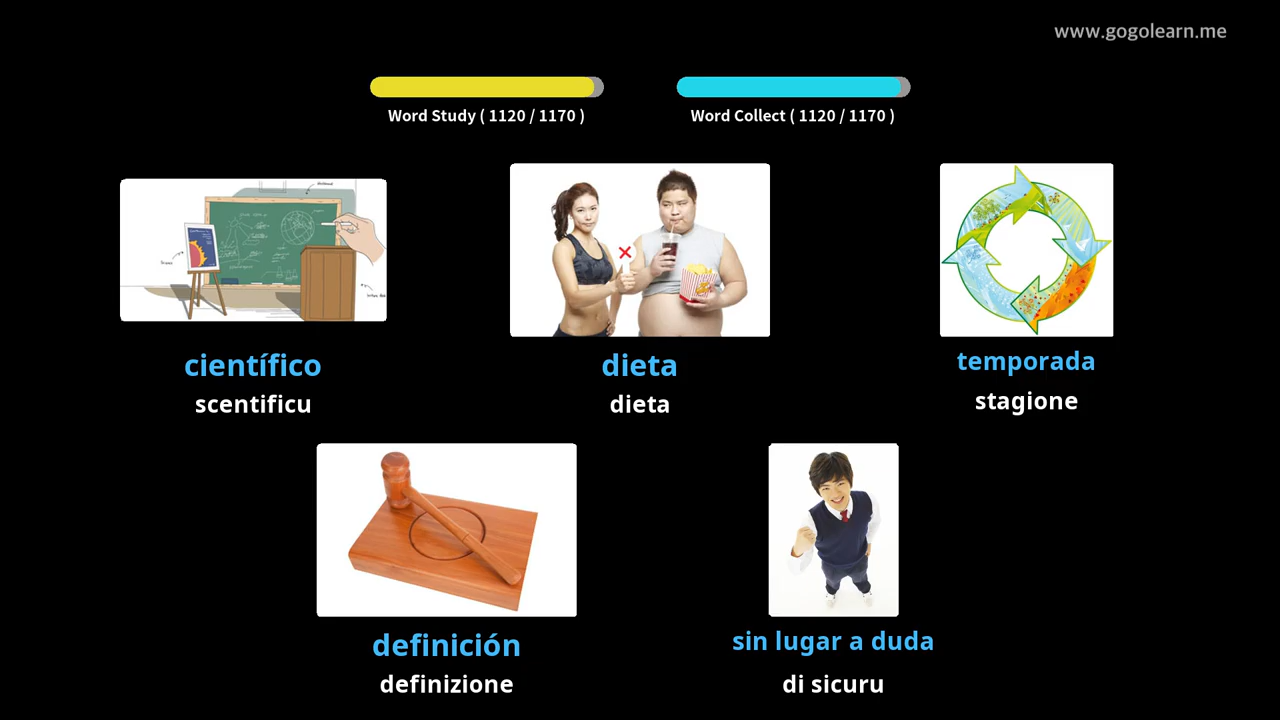 www.gogolearn.me
Word Study ( 1120 / 1170 )
Word Collect ( 1120 / 1170 )
científico
scentificu
dieta
dieta
temporada
stagione
definición
definizione
sin lugar a duda
di sicuru